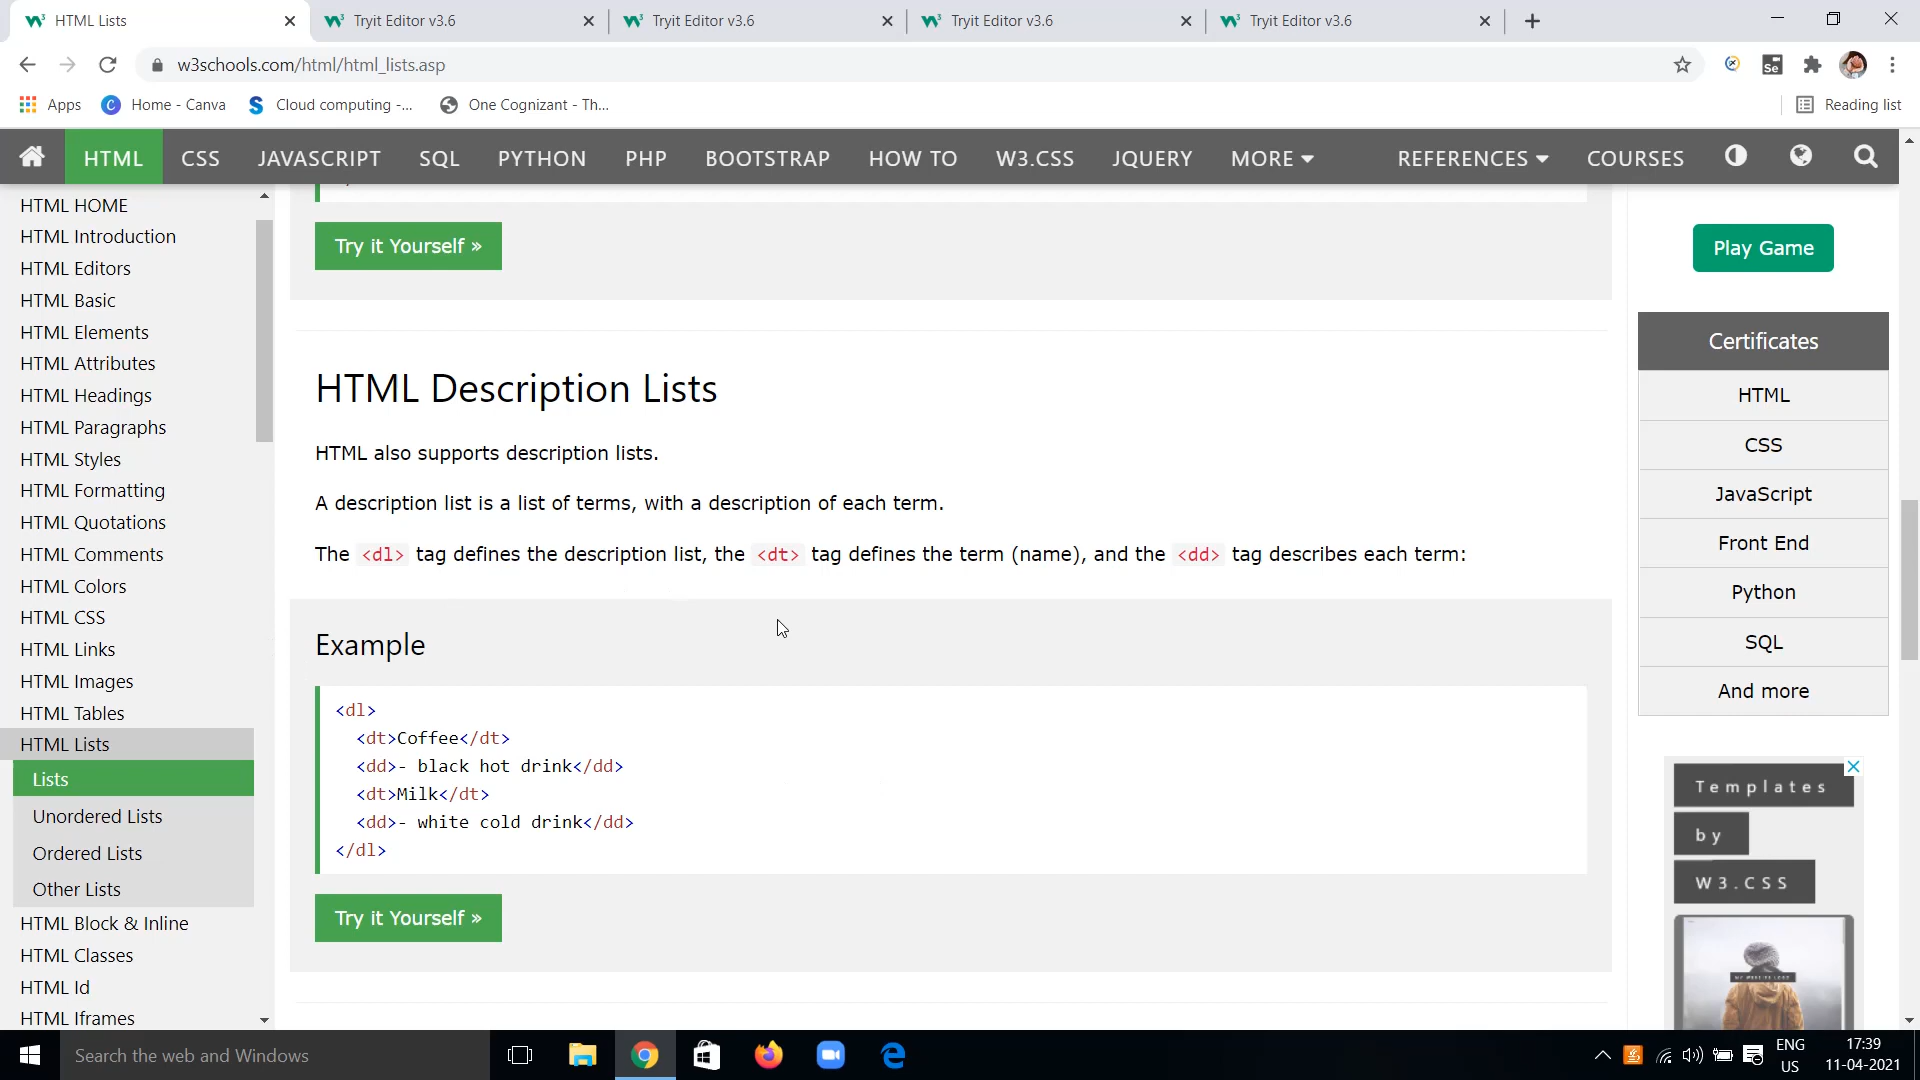 HTML Lists
Tryit Editor v3.6
Tryit Editor v3.6
Tryit Editor v3.6
Tryit Editor v3.6
w3schools.com/html/html_lists.asp
Se
Apps
Home - Canva
Cloud computing -...
One Cognizant - Th...
Reading list
HTML
CSS
JAVASCRIPT
SQL
PYTHON
PHP
BOOTSTRAP
HOW TO
W3.CSS
JQUERY
MORE
REFERENCES
COURSES
HTML HOME
HTML Introduction
HTML Editors
HTML Basic
HTML Elements
HTML Attributes
HTML Headings
HTML Paragraphs
HTML Styles
HTML Formatting
HTML Quotations
HTML Comments
HTML Colors
HTML CSS
HTML Links
HTML Images
HTML Tables
HTML Lists
Lists
Unordered Lists
Ordered Lists
Other Lists
HTML Block & Inline
HTML Classes
HTML Id
HTML Iframes
Try it Yourself »
HTML Description Lists
HTML also supports description lists.
A description list is a list of terms, with a description of each term.
The <dl> tag defines the description list, the <dt> tag defines the term (name), and the <dd> tag describes each term:
Example
<dl>
<dt>Coffee</dt>
<dd>- black hot drink</dd>
<dt>Milk</dt>
<dd>- white cold drink</dd>
</dl>
Try it Yourself »
Play Game
Certificates
HTML
CSS
JavaScript
Front End
Python
SQL
And more
Templates
by
W3.CSS
Search the web and Windows
ENG
US
17:39
11-04-2021